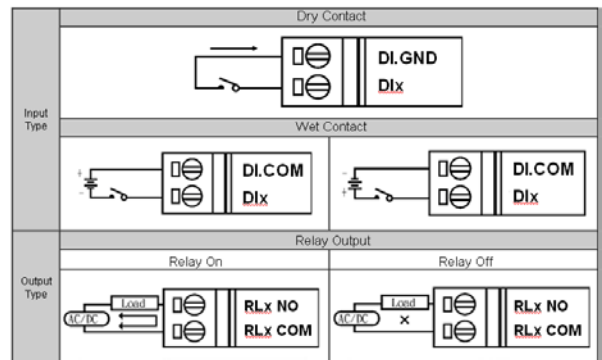 Dry Contact
DI.GND
DIx
Input
Type
Wet Contact
+
-
DI.COM
DIx
-
+
DI.COM
DIx
Relay Output
Output
Type
Relay On
Relay Off
Load
AC/DC
RLx NO
RLx COM
Load
AC/DC
×
RLx NO
RLx COM